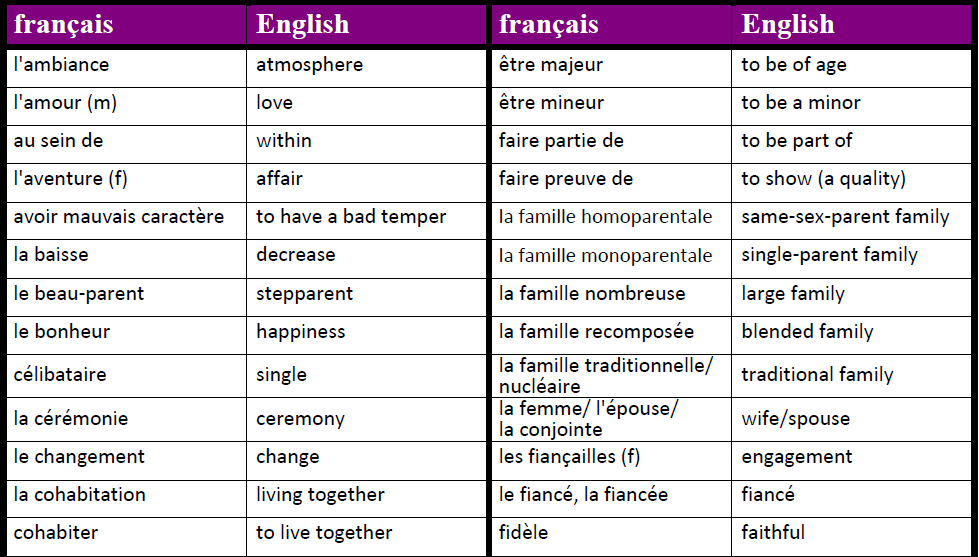 français English français English
l'ambiance atmosphere être majeur to be of age
l'amour (m) love être mineur to be a minor
au sein de within faire partie de to be part of
l'aventure (f) affair faire preuve de to show (a quality)
avoir mauvais caractère to have a bad temper la famille homoparentale same-sex-parent family
la baisse decrease la famille monoparentale single-parent family
le beau-parent stepparent la famille nombreuse large family
le bonheur happiness la famille recomposée blended family
célibataire single la famille traditionnelle/
nucléaire traditional family
la cérémonie ceremony la femme/ l'épouse/
la conjointe wife/spouse
le changement change les fiançailles (f) engagement
la cohabitation living together le fiancé, la fiancée fiancé
cohabiter to live together fidèle faithful